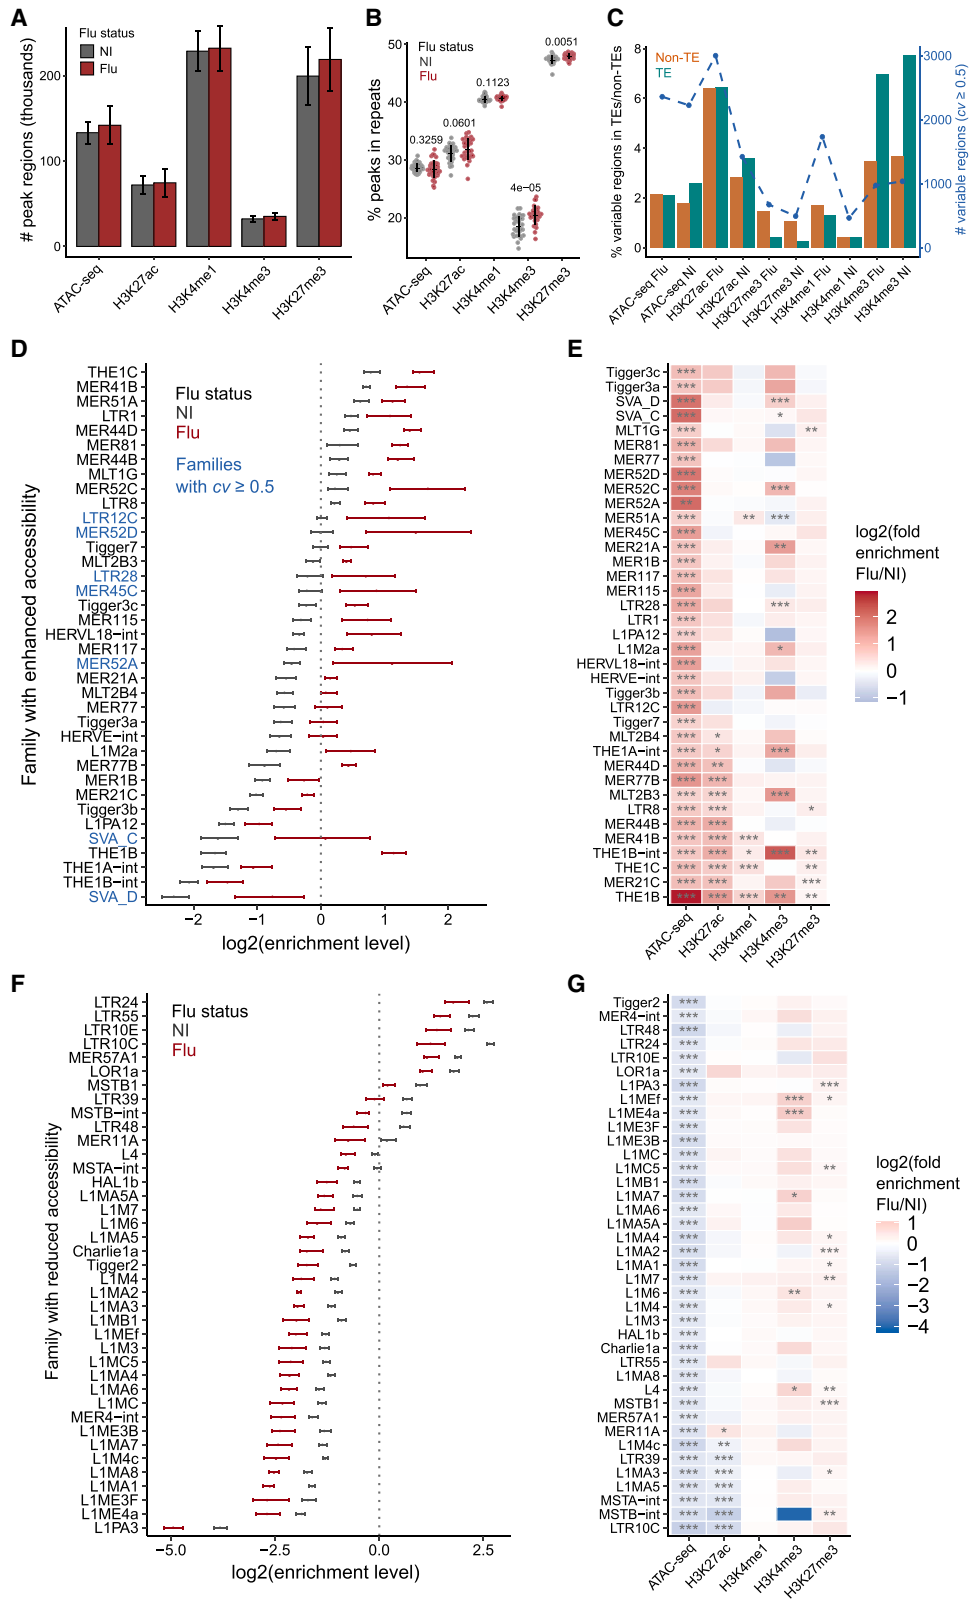 A
# peak regions (thousands)
Flu status
NI
Flu
200
100
0
ATAC-seq
H3K27ac
H3K4me1
H3K4me3
H3K27me3
B
% peaks in repeats
Flu status
NI
Flu
50
40
30
20
0.3259
0.0601
0.1123
4e−05
0.0051
ATAC-seq
H3K27ac
H3K4me1
H3K4me3
H3K27me3
C
% variable regions in TEs/non-TEs
Non-TE
TE
8
6
4
2
0
3000
2000
1000
0
# variable regions (cv ≥ 0.5)
ATAC-seq Flu
ATAC-seq NI
H3K27ac Flu
H3K27ac NI
H3K27me3 Flu
H3K27me3 NI
H3K4me1 Flu
H3K4me1 NI
H3K4me3 Flu
H3K4me3 NI
D
Family with enhanced accessibility
Flu status
NI
Flu
Families
with cv ≥ 0.5
THE1C
MER41B
MER51A
LTR1
MER44D
MER81
MER44B
MLT1G
MER52C
LTR8
LTR12C
MER52D
Tigger7
MLT2B3
LTR28
MER45C
Tigger3c
MER115
HERVL18-int
MER117
MER52A
MER21A
MLT2B4
MER77
Tigger3a
HERVE-int
L1M2a
MER77B
MER1B
MER21C
Tigger3b
L1PA12
SVA_C
THE1B
THE1A-int
THE1B-int
SVA_D
−2
−1
0
1
2
log2(enrichment level)
E
Tigger3c ***
Tigger3a ***
SVA_D *** ***
SVA_C *** *
MLT1G *** **
MER81 ***
MER77 ***
MER52D ***
MER52C *** ***
MER52A **
MER51A *** ** ***
MER45C ***
MER21A *** **
MER1B ***
MER117 ***
MER115 ***
LTR28 *** ***
LTR1 ***
L1PA12 ***
L1M2a *** *
HERVL18-int ***
HERVE-int ***
Tigger3b ***
LTR12C ***
Tigger7 ***
MLT2B4 *** *
THE1A-int *** * ***
MER44D *** **
MER77B *** ***
MLT2B3 *** *** ***
LTR8 *** *** *
MER44B *** ***
MER41B *** *** ***
THE1B-int *** *** * *** **
THE1C *** *** *** **
MER21C *** *** ***
THE1B *** *** *** ** **
ATAC-seq
H3K27ac
H3K4me1
H3K4me3
H3K27me3
log2(fold
enrichment
Flu/NI)
2
1
0
−1
F
Family with reduced accessibility
Flu status
NI
Flu
LTR24
LTR55
LTR10E
LTR10C
MER57A1
LOR1a
MSTB1
LTR39
MSTB-int
LTR48
MER11A
L4
MSTA-int
HAL1b
L1MA5A
L1M7
L1M6
L1MA5
Charlie1a
Tigger2
L1M4
L1MA2
L1MA3
L1MB1
L1MEf
L1M3
L1MC5
L1MA4
L1MA6
L1MC
MER4-int
L1ME3B
L1MA7
L1M4c
L1MA8
L1MA1
L1ME3F
L1ME4a
L1PA3
−5.0
−2.5
0.0
2.5
log2(enrichment level)
G
Tigger2 ***
MER4-int ***
LTR48 ***
LTR24 ***
LTR10E ***
LOR1a ***
L1PA3 *** ***
L1MEf *** *** *
L1ME4a *** ***
L1ME3F ***
L1ME3B ***
L1MC ***
L1MC5 *** **
L1MB1 ***
L1MA7 *** *
L1MA6 ***
L1MA5A ***
L1MA4 *** *
L1MA2 *** ***
L1MA1 *** *
L1M7 *** **
L1M6 *** **
L1M4 *** *
L1M3 ***
HAL1b ***
Charlie1a ***
LTR55 ***
L1MA8 ***
L4 *** * **
MSTB1 *** ***
MER57A1 ***
MER11A *** *
L1M4c *** **
LTR39 *** ***
L1MA3 *** *** *
L1MA5 *** ***
MSTA-int *** ***
MSTB-int *** *** **
LTR10C *** ***
ATAC-seq
H3K27ac
H3K4me1
H3K4me3
H3K27me3
log2(fold
enrichment
Flu/NI)
1
0
−1
−2
−3
−4